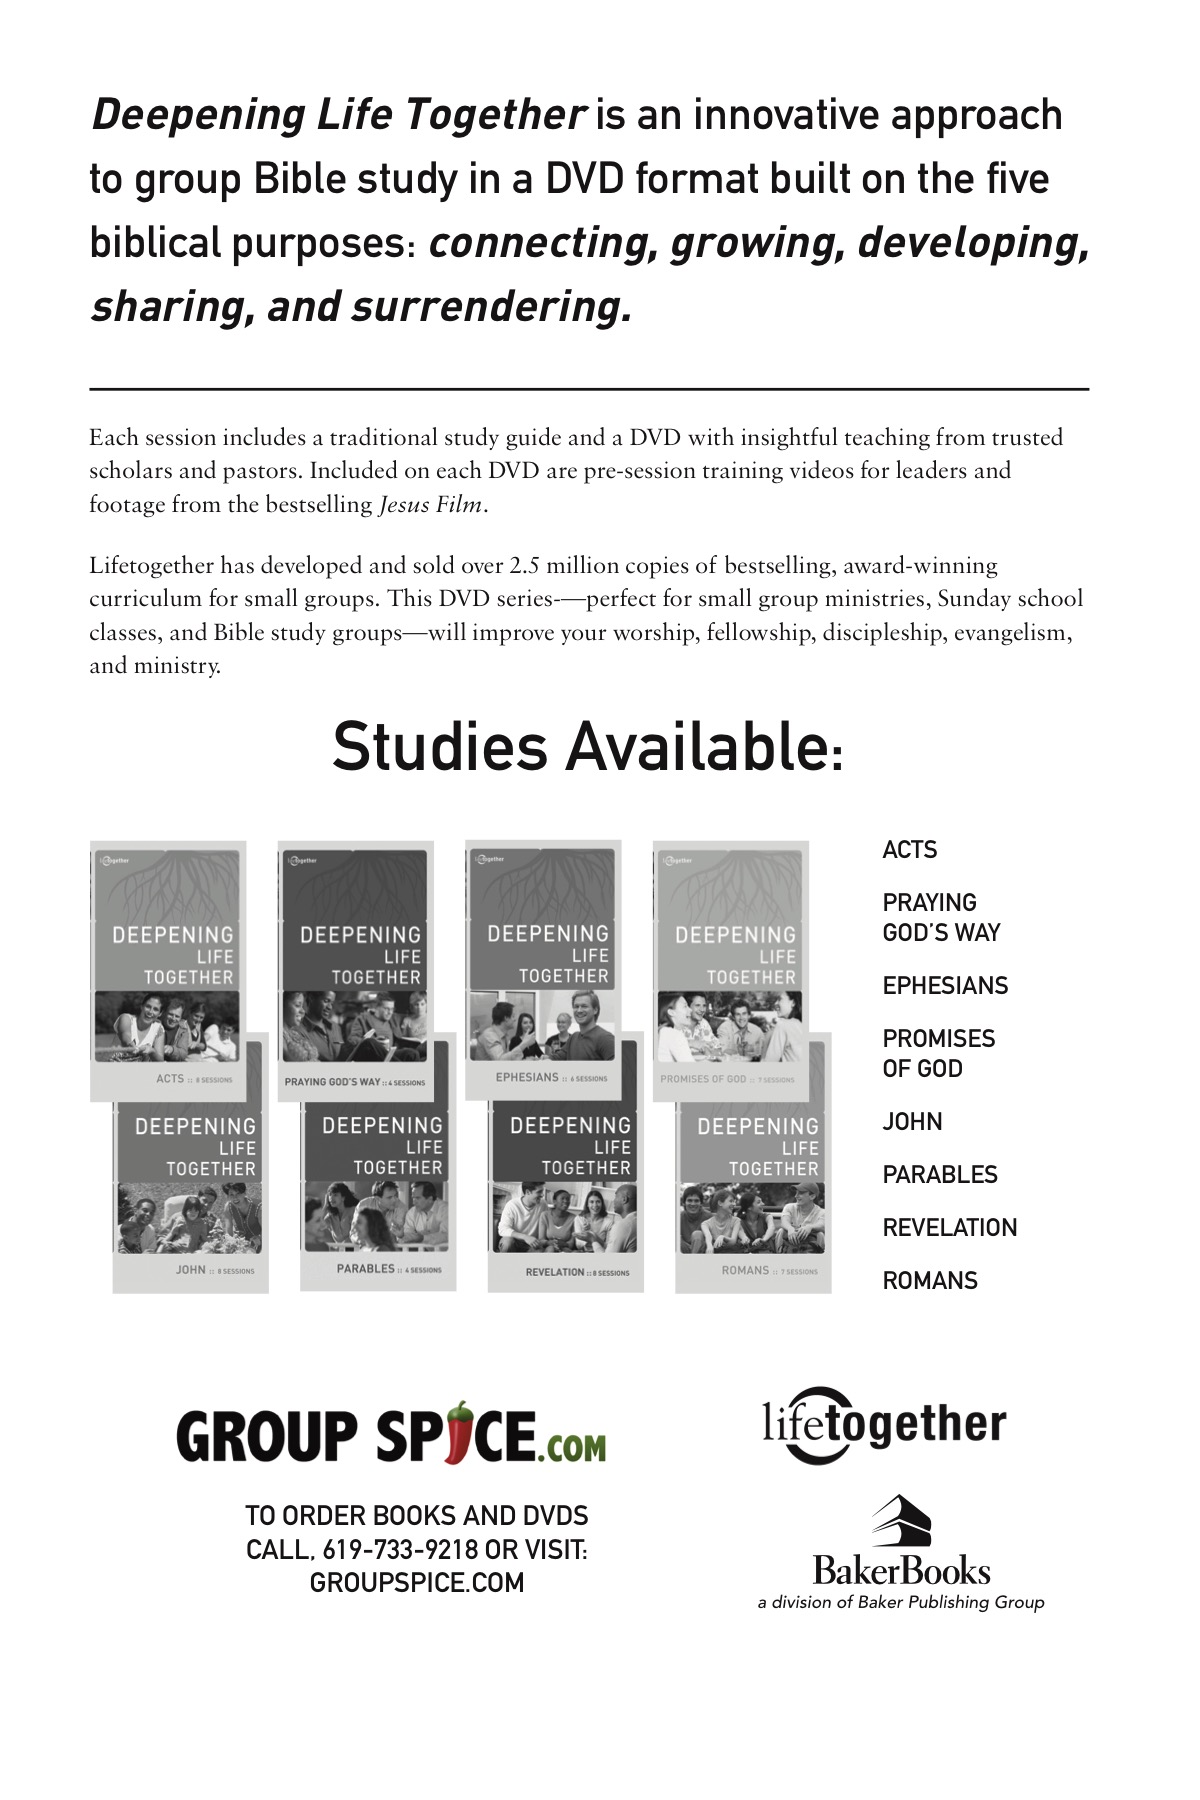 Deepening Life Together is an innovative approach
to group Bible study in a DVD format built on the five
biblical purposes: connecting, growing, developing,
sharing, and surrendering.
Each session includes a traditional study guide and a DVD with insightful teaching from trusted
scholars and pastors. Included on each DVD are pre-session training videos for leaders and
footage from the bestselling Jesus Film.
Lifetogether has developed and sold over 2.5 million copies of bestselling, award-winning
curriculum for small groups. This DVD series-—perfect for small group ministries, Sunday school
classes, and Bible study groups—will improve your worship, fellowship, discipleship, evangelism,
and ministry.
Studies Available:
lifetogether
DEEPENING
LIFE
TOGETHER
ACTS :: 8 SESSIONS
lifetogether
DEEPENING
LIFE
TOGETHER
PRAYING GOD'S WAY :: 6 SESSIONS
lifetogether
DEEPENING
LIFE
TOGETHER
EPHESIANS :: 6 SESSIONS
lifetogether
DEEPENING
LIFE
TOGETHER
PROMISES OF GOD :: 7 SESSIONS
DEEPENING
LIFE
TOGETHER
JOHN :: 8 SESSIONS
DEEPENING
LIFE
TOGETHER
PARABLES :: 6 SESSIONS
DEEPENING
LIFE
TOGETHER
REVELATION :: 8 SESSIONS
DEEPENING
LIFE
TOGETHER
ROMANS :: 7 SESSIONS
ACTS
PRAYING
GOD'S WAY
EPHESIANS
PROMISES
OF GOD
JOHN
PARABLES
REVELATION
ROMANS
GROUP SPICE.COM
TO ORDER BOOKS AND DVDS
CALL, 619-733-9218 OR VISIT:
GROUPSPICE.COM
lifetogether
BakerBooks
a division of Baker Publishing Group